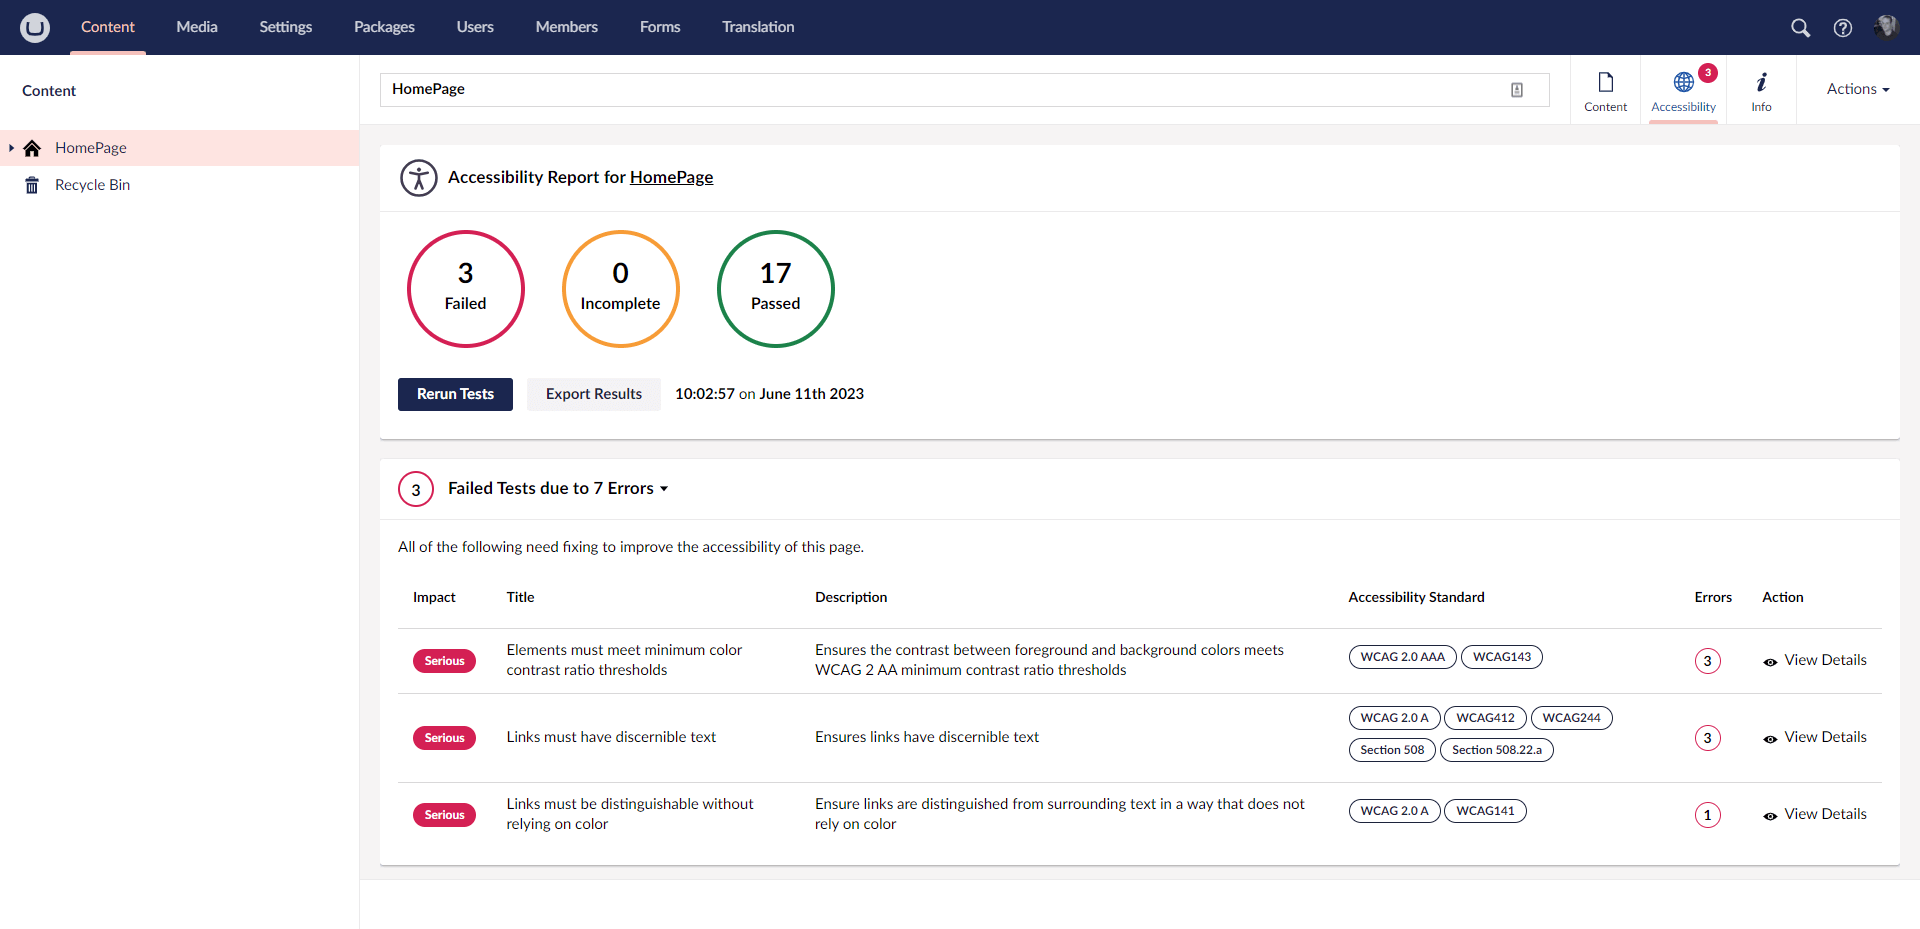 Content Media Settings Packages Users Members Forms Translation
Content
HomePage
Recycle Bin
HomePage
Content
Accessibility
3
Info
Actions
Accessibility Report for HomePage
3
Failed
0
Incomplete
17
Passed
Rerun Tests
Export Results
10:02:57 on June 11th 2023
3
Failed Tests due to 7 Errors
All of the following need fixing to improve the accessibility of this page.
Impact Title Description Accessibility Standard Errors Action
Serious
Elements must meet minimum color
contrast ratio thresholds
Ensures the contrast between foreground and background colors meets
WCAG 2 AA minimum contrast ratio thresholds
WCAG 2.0 AAA WCAG143
3
View Details
Serious
Links must have discernible text
Ensures links have discernible text
WCAG 2.0 A WCAG412 WCAG244
Section 508 Section 508.22.a
3
View Details
Serious
Links must be distinguishable without
relying on color
Ensure links are distinguished from surrounding text in a way that does not
rely on color
WCAG 2.0 A WCAG141
1
View Details